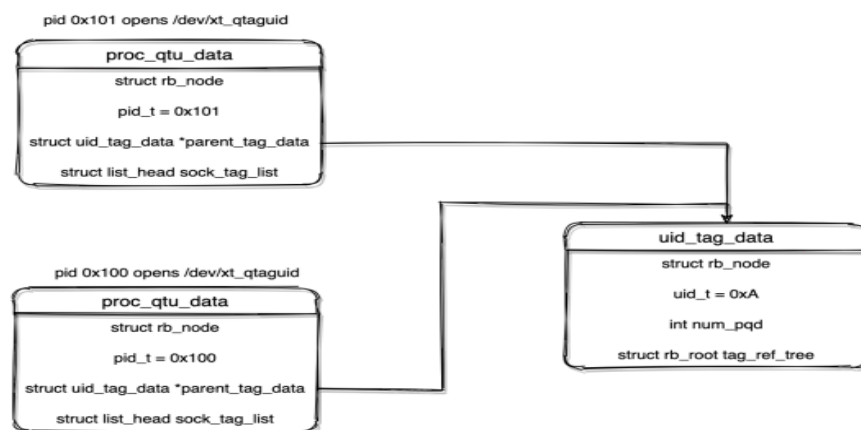 pid 0x101 opens /dev/xt_qtaguid
proc_qtu_data
struct rb_node
pid_t = 0x101
struct uid_tag_data *parent_tag_data
struct list_head sock_tag_list
uid_tag_data
struct rb_node
uid_t = 0xA
int num_pqd
struct rb_root tag_ref_tree
pid 0x100 opens /dev/xt_qtaguid
proc_qtu_data
struct rb_node
pid_t = 0x100
struct uid_tag_data *parent_tag_data
struct list_head sock_tag_list